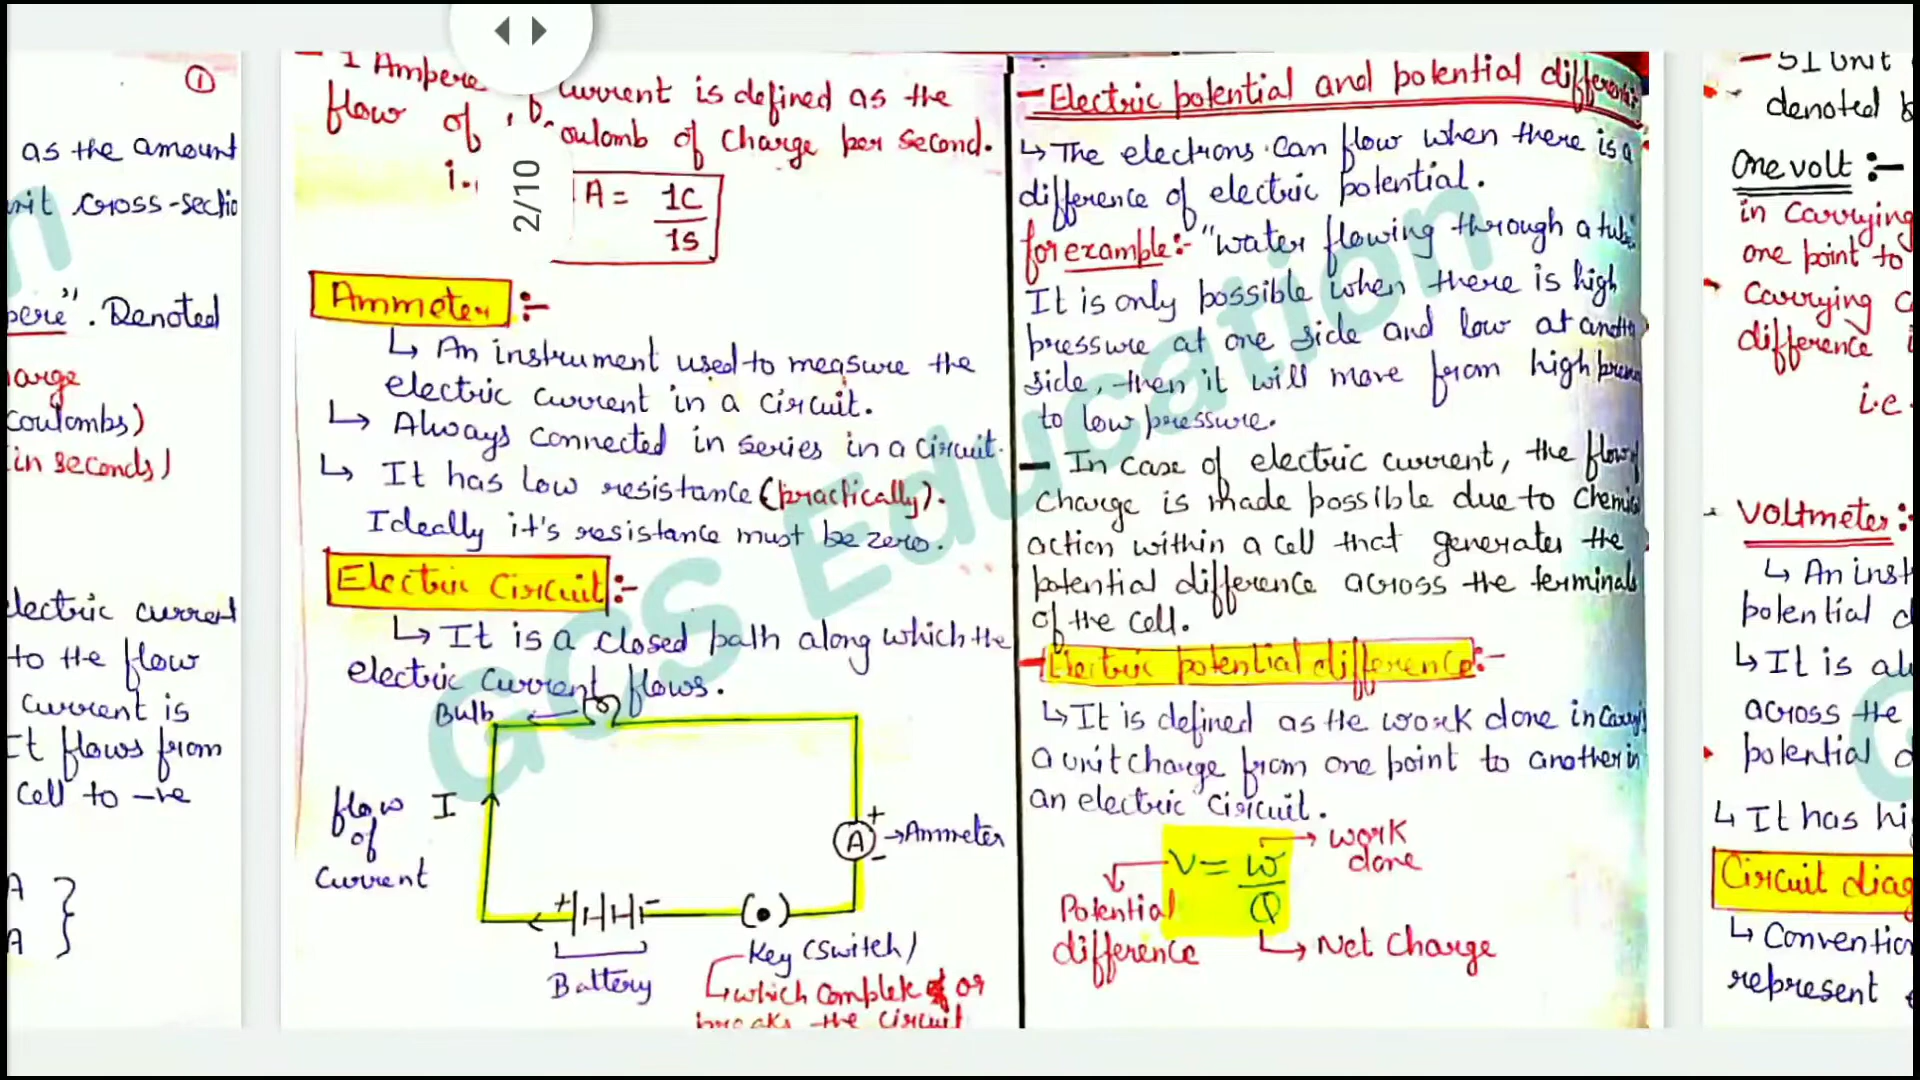 ①
as the amount
cross-sectio
". Denoted
coulombs)
in seconds)
electric current
to the flow
current is
It flows from
cell to -ve
A
A
2/10
- 1 Ampere current is defined as the
flow of coulomb of charge per second.
A = 1C
1s
Ammeter :-
↳ An instrument used to measure the
electric current in a circuit.
↳ Always connected in series in a circuit.
↳ It has low resistance (practically).
Ideally it's resistance must be zero.
Electric Circuit :-
↳ It is a closed path along which the
electric current flows.
Bulb
flow I
of
current
+
A → Ammeter
-
+ -
Battery
(•)
Key (switch)
↳ which complete or
breaks the circuit
- Electric potential and potential
↳ The electrons can flow when there is a
difference of electric potential.
for example:- "Water flowing through a
It is only possible when there is high
pressure at one side and low at
side, then it will move from high
to low pressure.
- In case of electric current, the flow
charge is made possible due to
action within a cell that generates the
potential difference across the terminals
of the cell.
- Electric potential difference:-
↳ It is defined as the work done in
a unit charge from one point to another in
an electric circuit.
V = W → work
done
Q
Potential
difference
↳ Net charge
- SI Unit
denoted
One volt :-
in carrying
one point to
Carrying
difference
i.e.
Voltmeter :-
↳ An
potential
↳ It is
across the
potential
↳ It has
Circuit
↳
represent
GCS Education